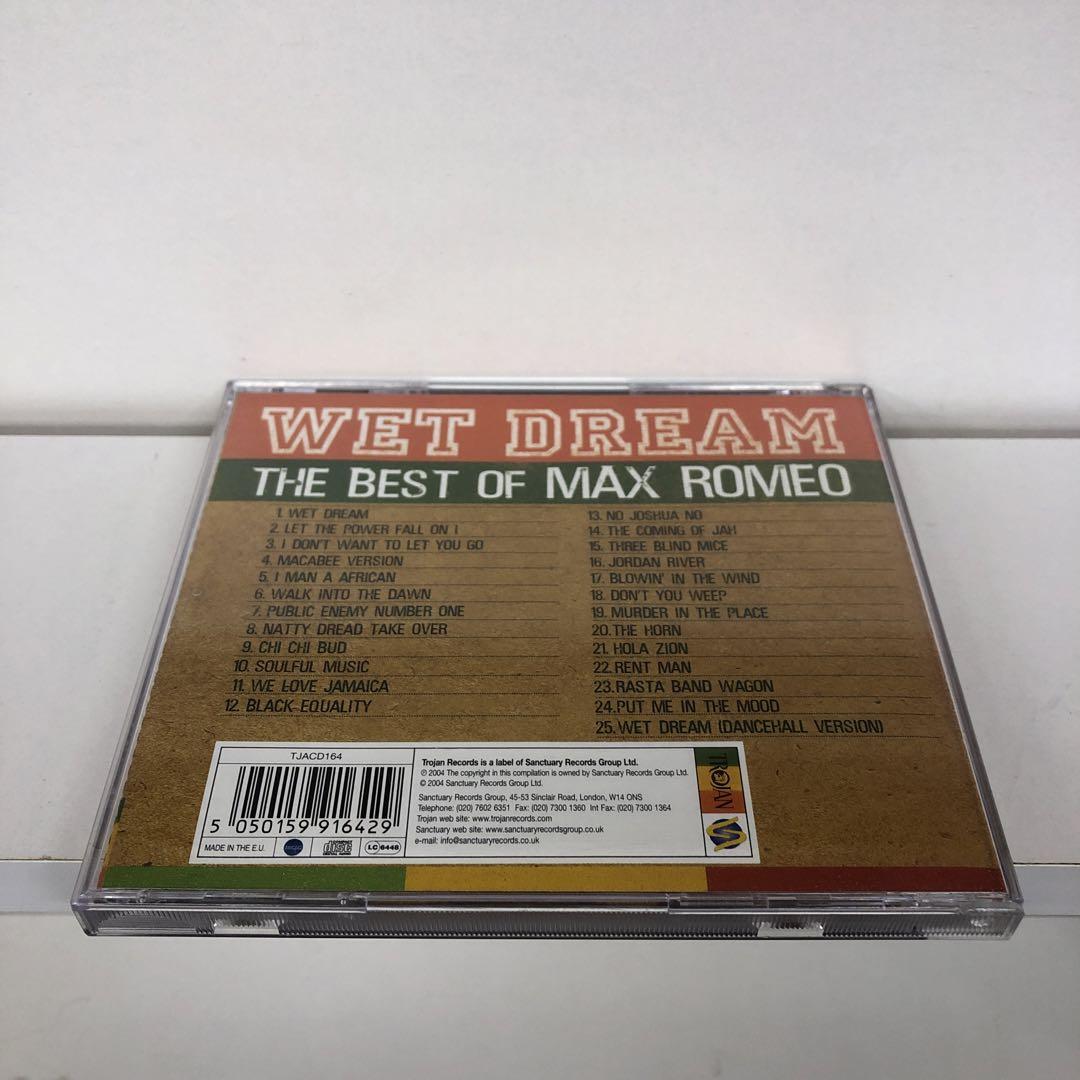 WET DREAM
THE BEST OF MAX ROMEO
1. WET DREAM
2. LET THE POWER FALL ON I
3. I DON'T WANT TO LET YOU GO
4. MACABEE VERSION
5. I MAN A AFRICAN
6. WALK INTO THE DAWN
7. PUBLIC ENEMY NUMBER ONE
8. NATTY DREAD TAKE OVER
9. CHI CHI BUD
10. SOULFUL MUSIC
11. WE LOVE JAMAICA
12. BLACK EQUALITY
13. NO JOSHUA NO
14. THE COMING OF JAH
15. THREE BLIND MICE
16. JORDAN RIVER
17. BLOWIN' IN THE WIND
18. DON'T YOU WEEP
19. MURDER IN THE PLACE
20. THE HORN
21. HOLA ZION
22. RENT MAN
23. RASTA BAND WAGON
24. PUT ME IN THE MOOD
25. WET DREAM (DANCEHALL VERSION)
TJACD164
5 050159 916429
MADE IN THE E.U.
LC 6448
Trojan Records is a label of Sanctuary Records Group Ltd.
℗ 2004 The copyright in this compilation is owned by Sanctuary Records Group Ltd.
© 2004 Sanctuary Records Group Ltd.
Sanctuary Records Group, 45-53 Sinclair Road, London, W14 ONS
Telephone: (020) 7602 6351 Fax: (020) 7300 1360 Int Fax: (020) 7300 1364
Trojan web site: www.trojanrecords.com
Sanctuary web site: www.sanctuaryrecordsgroup.co.uk
e-mail: info@sanctuaryrecords.co.uk
TROJAN